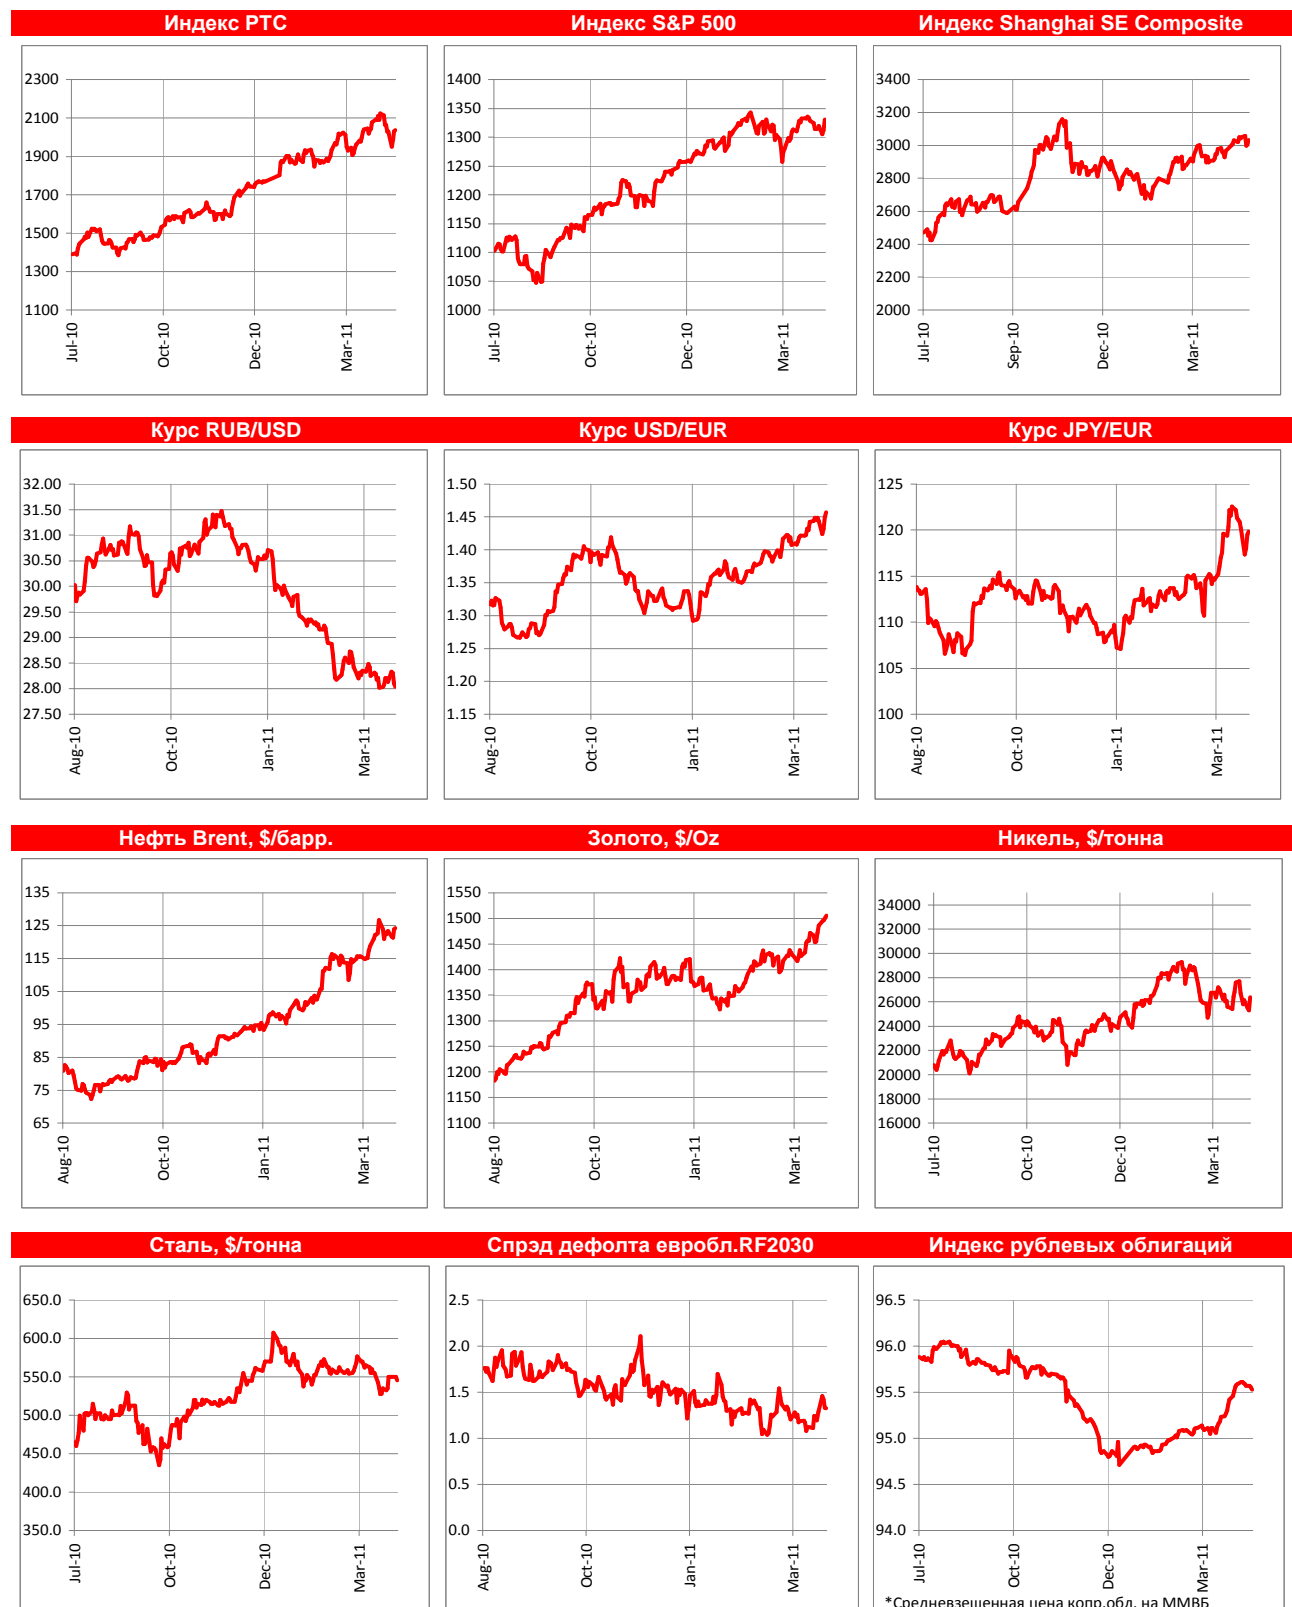 Индекс РТС
Индекс S&P 500
Индекс Shanghai SE Composite
2300
2100
1900
1700
1500
1300
1100
Jul-10
Oct-10
Dec-10
Mar-11
1400
1350
1300
1250
1200
1150
1100
1050
1000
Jul-10
Oct-10
Dec-10
Mar-11
3400
3200
3000
2800
2600
2400
2200
2000
Jul-10
Sep-10
Dec-10
Mar-11
Курс RUB/USD
Курс USD/EUR
Курс JPY/EUR
32.00
31.50
31.00
30.50
30.00
29.50
29.00
28.50
28.00
27.50
Aug-10
Oct-10
Jan-11
Mar-11
1.50
1.45
1.40
1.35
1.30
1.25
1.20
1.15
Aug-10
Oct-10
Jan-11
Mar-11
125
120
115
110
105
100
Aug-10
Oct-10
Jan-11
Mar-11
Нефть Brent, $/барр.
Золото, $/Oz
Никель, $/тонна
135
125
115
105
95
85
75
65
Aug-10
Oct-10
Jan-11
Mar-11
1550
1500
1450
1400
1350
1300
1250
1200
1150
1100
Aug-10
Oct-10
Jan-11
Mar-11
34000
32000
30000
28000
26000
24000
22000
20000
18000
16000
Jul-10
Oct-10
Dec-10
Mar-11
Сталь, $/тонна
Спрэд дефолта евробл.RF2030
Индекс рублевых облигаций
650.0
600.0
550.0
500.0
450.0
400.0
350.0
Jul-10
Oct-10
Dec-10
Mar-11
2.5
2.0
1.5
1.0
0.5
0.0
Aug-10
Oct-10
Jan-11
Mar-11
96.5
96.0
95.5
95.0
94.5
94.0
Jul-10
Oct-10
Dec-10
Mar-11
*Средневзешенная цена копр.обл. на ММВБ